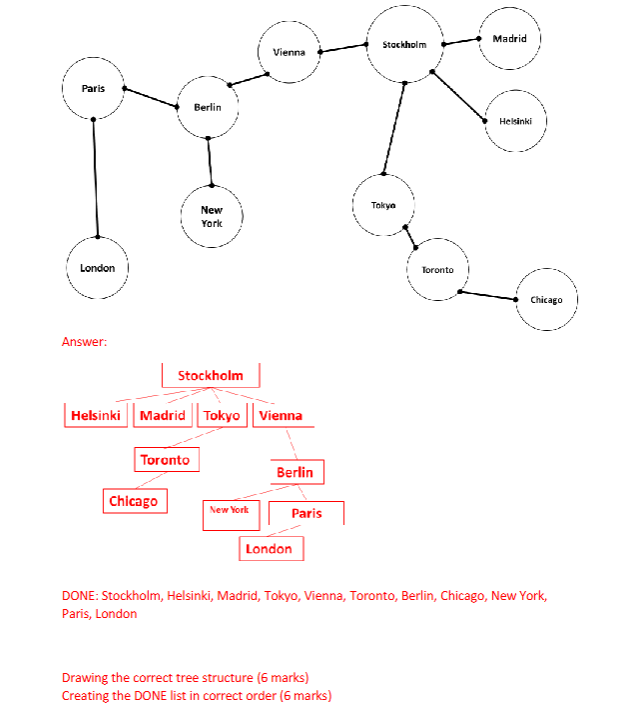 Vienna
Stockholm
Madrid
Paris
Berlin
Helsinki
New
York
Tokyo
London
Toronto
Chicago
Answer:
Stockholm
Helsinki Madrid Tokyo Vienna
Toronto
Berlin
Chicago
New York
Paris
London
DONE: Stockholm, Helsinki, Madrid, Tokyo, Vienna, Toronto, Berlin, Chicago, New York,
Paris, London
Drawing the correct tree structure (6 marks)
Creating the DONE list in correct order (6 marks)